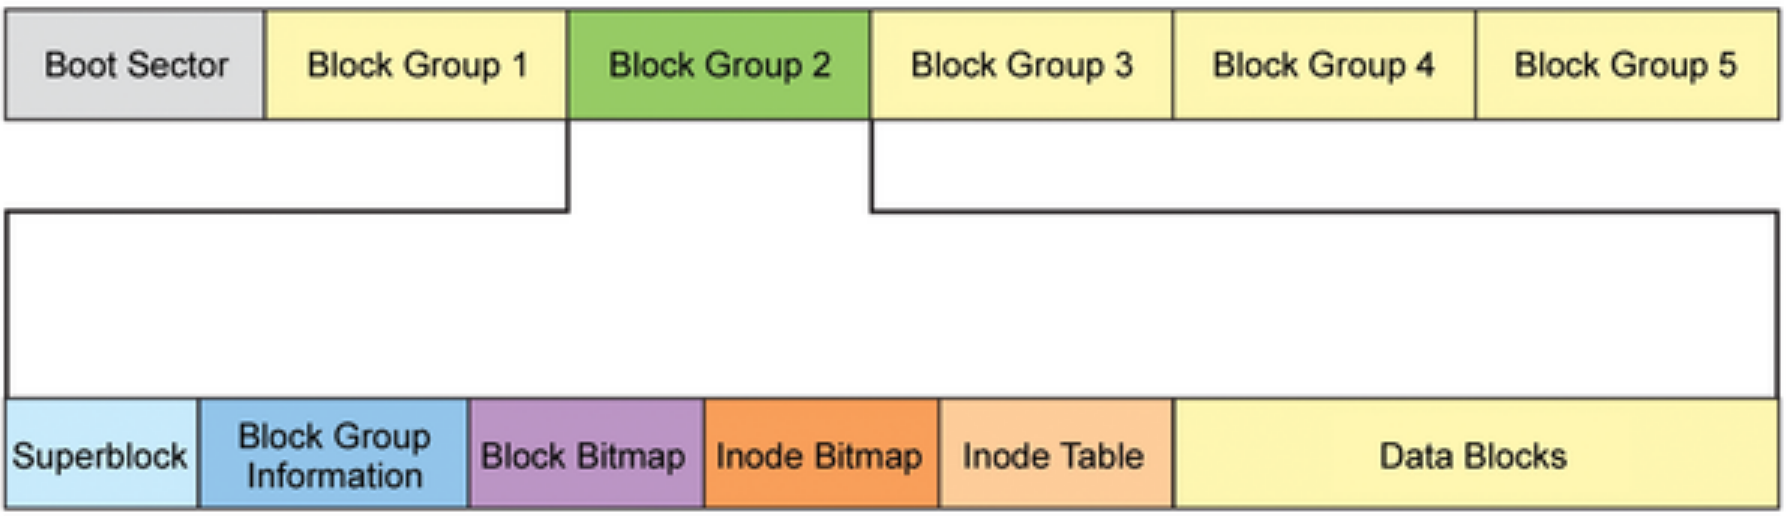 Boot Sector
Block Group 1
Block Group 2
Block Group 3
Block Group 4
Block Group 5
Superblock
Block Group
Information
Block Bitmap
Inode Bitmap
Inode Table
Data Blocks